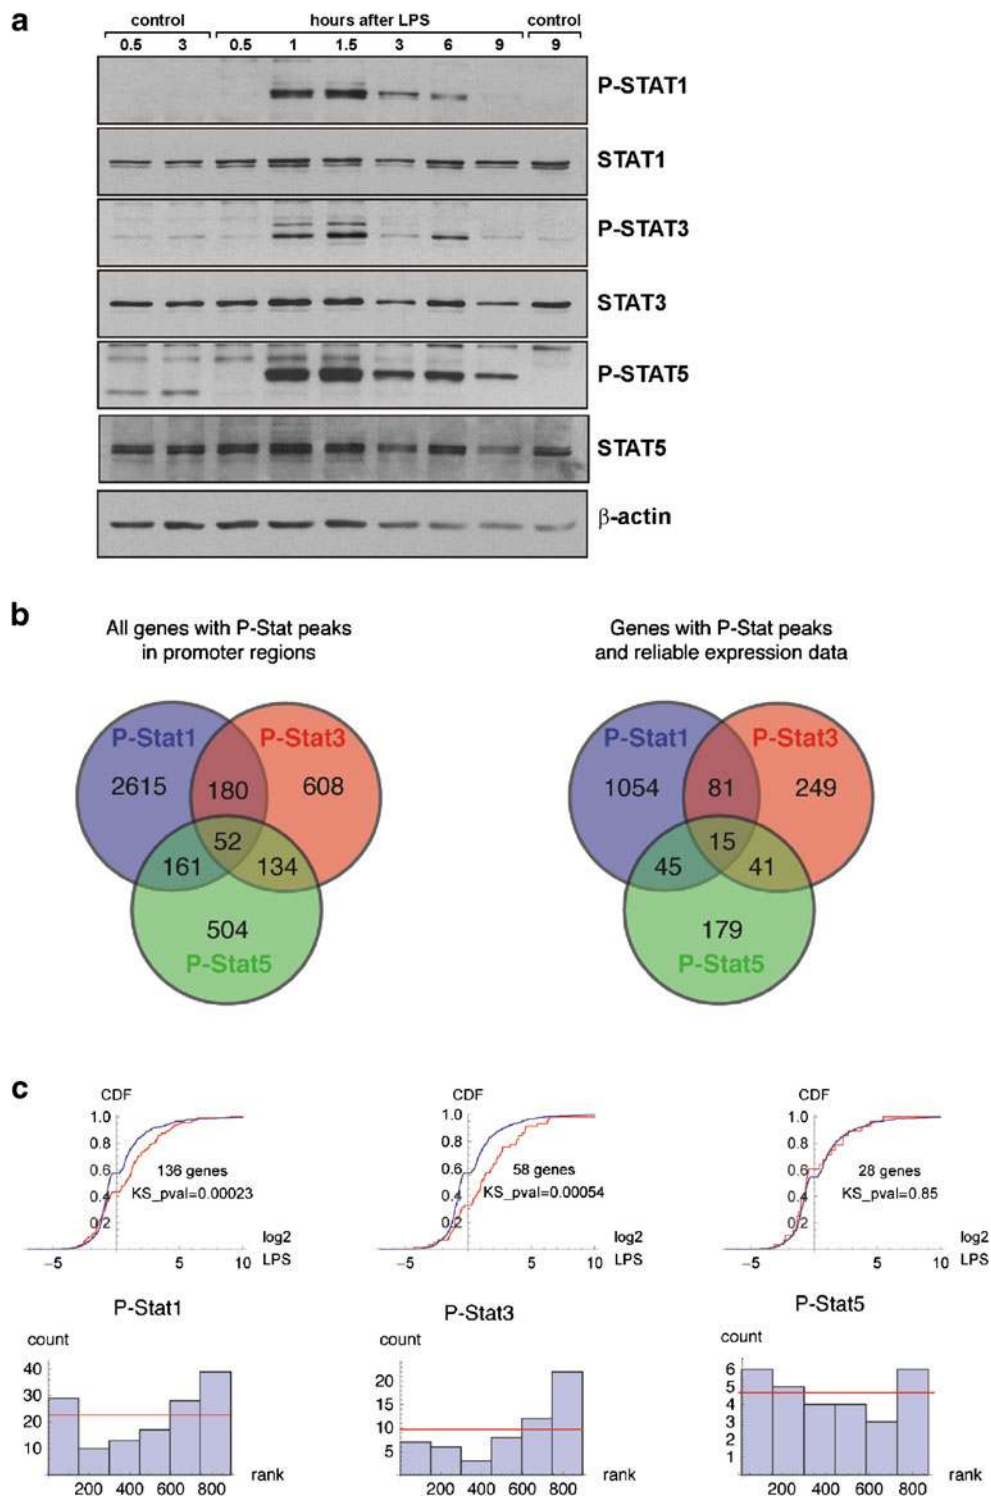 a
control hours after LPS control
0.5 3 0.5 1 1.5 3 6 9 9
P-STAT1
STAT1
P-STAT3
STAT3
P-STAT5
STAT5
β-actin
b
All genes with P-Stat peaks
in promoter regions
P-Stat1 P-Stat3
2615 180 608
52
161 134
504
P-Stat5
Genes with P-Stat peaks
and reliable expression data
P-Stat1 P-Stat3
1054 81 249
15
45 41
179
P-Stat5
c
CDF
1.0
0.8
0.6
136 genes
0.4
KS_pval=0.00023
0.2
log2
-5 5 10 LPS
CDF
1.0
0.8
0.6
58 genes
0.4
KS_pval=0.00054
0.2
log2
-5 5 10 LPS
CDF
1.0
0.8
0.6
28 genes
0.4
KS_pval=0.85
0.2
log2
-5 5 10 LPS
P-Stat1
count
40
30
20
10
200 400 600 800 rank
P-Stat3
count
20
15
10
5
200 400 600 800 rank
P-Stat5
count
6
5
4
3
2
1
200 400 600 800 rank